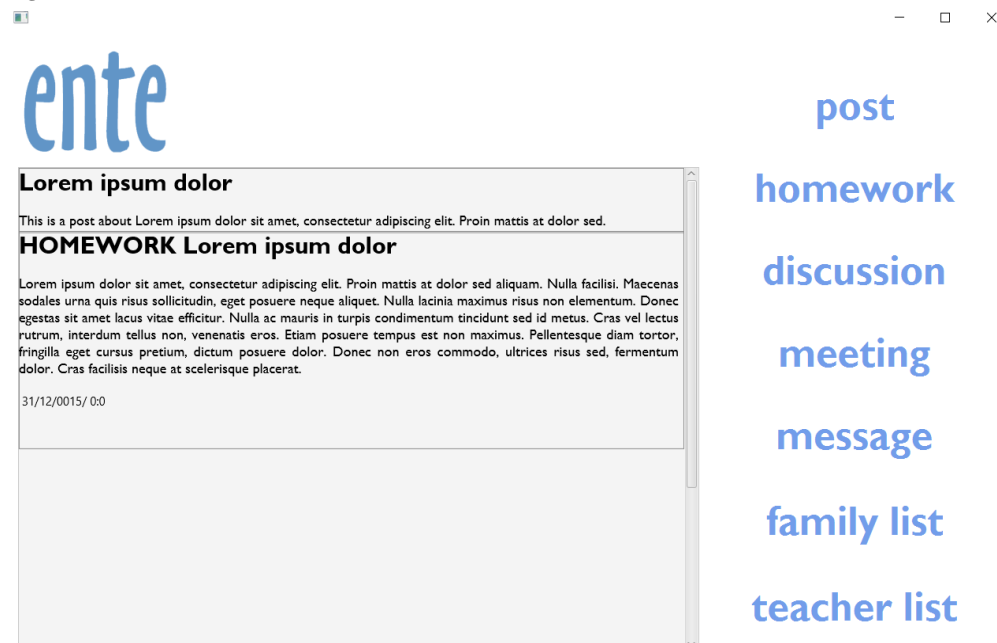 ente
Lorem ipsum dolor
This is a post about Lorem ipsum dolor sit amet, consectetur adipiscing elit. Proin mattis at dolor sed.
HOMEWORK Lorem ipsum dolor
Lorem ipsum dolor sit amet, consectetur adipiscing elit. Proin mattis at dolor sed aliquam. Nulla facilisi. Maecenas
sodales urna quis risus sollicitudin, eget posuere neque aliquet. Nulla lacinia maximus risus non elementum. Donec
egestas sit amet lacus vitae efficitur. Nulla ac mauris in turpis condimentum tincidunt sed id metus. Cras vel lectus
rutrum, interdum tellus non, venenatis eros. Etiam posuere tempus est non maximus. Pellentesque diam tortor,
fringilla eget cursus pretium, dictum posuere dolor. Donec non eros commodo, ultrices risus sed, fermentum
dolor. Cras facilisis neque at scelerisque placerat.
31/12/0015/ 0:0
post
homework
discussion
meeting
message
family list
teacher list